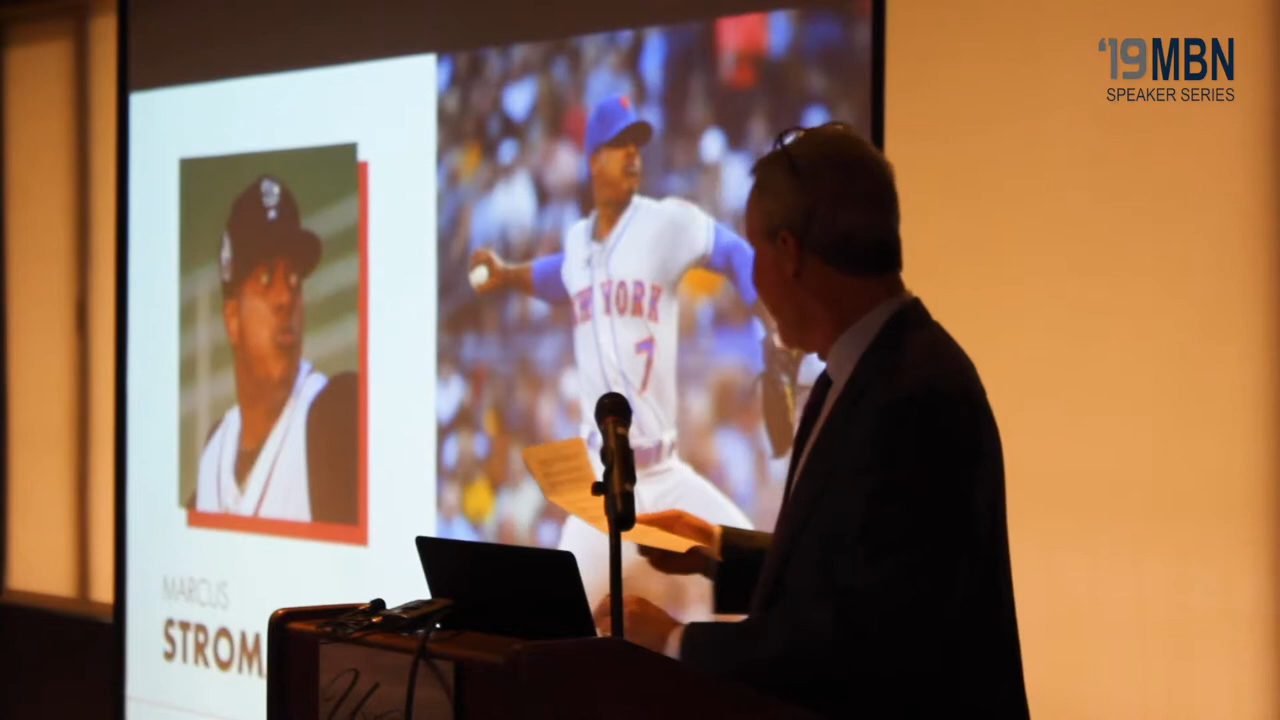 '19MBN
SPEAKER SERIES
NEW YORK
7
MARCUS
STROM